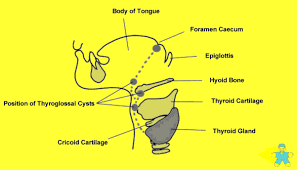 Body of Tongue
Foramen Caecum
Epiglottis
Hyoid Bone
Position of Thyroglossal Cysts
Thyroid Cartilage
Thyroid Gland
Cricoid Cartilage